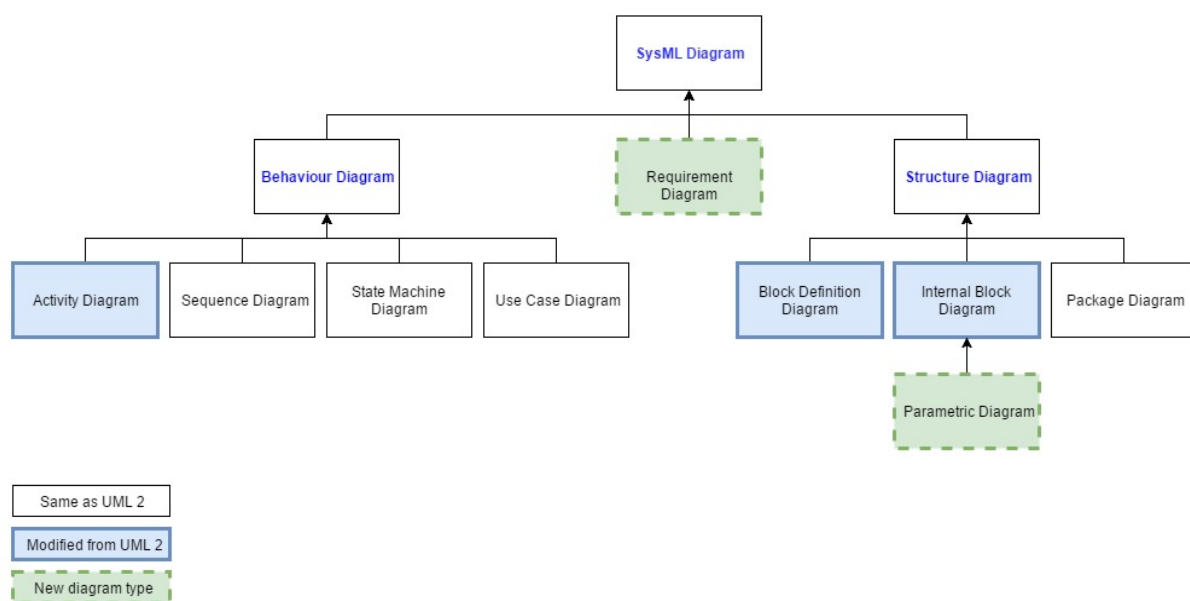 SysML Diagram
Behaviour Diagram
Requirement
Diagram
Structure Diagram
Activity Diagram
Sequence Diagram
State Machine
Diagram
Use Case Diagram
Block Definition
Diagram
Internal Block
Diagram
Package Diagram
Parametric Diagram
Same as UML 2
Modified from UML 2
New diagram type